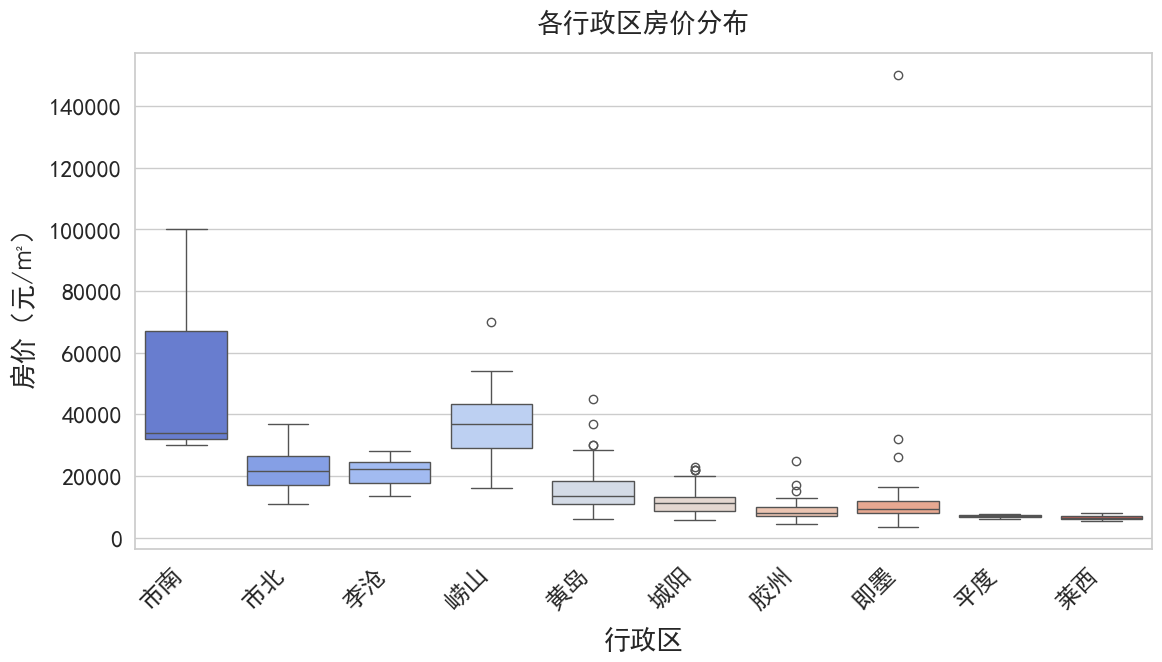 各行政区房价分布
房价（元/㎡）
140000
120000
100000
80000
60000
40000
20000
0
市南
市北
李沧
崂山
黄岛
城阳
胶州
即墨
平度
莱西
行政区